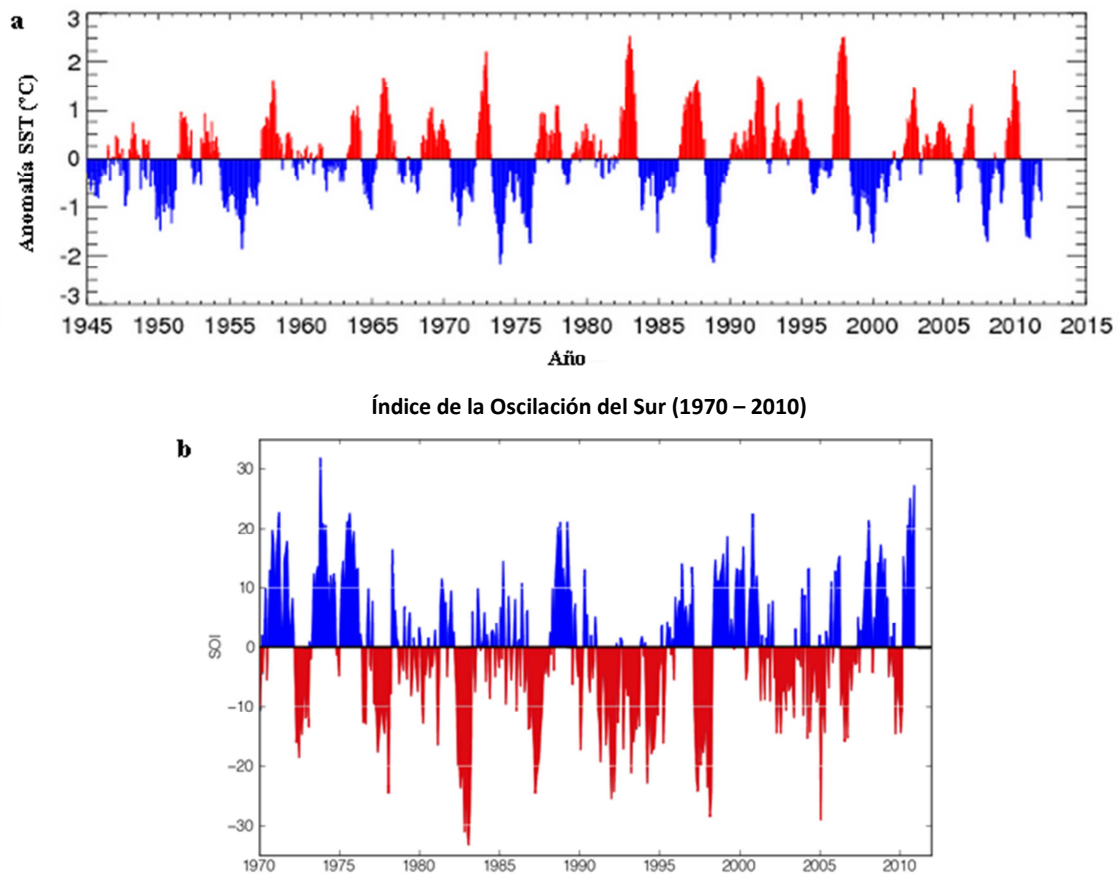 a
Anomalía SST (°C)
3
2
1
0
-1
-2
-3
1945 1950 1955 1960 1965 1970 1975 1980 1985 1990 1995 2000 2005 2010 2015
Año
Índice de la Oscilación del Sur (1970 – 2010)
b
SOI
30
20
10
0
−10
−20
−30
1970 1975 1980 1985 1990 1995 2000 2005 2010